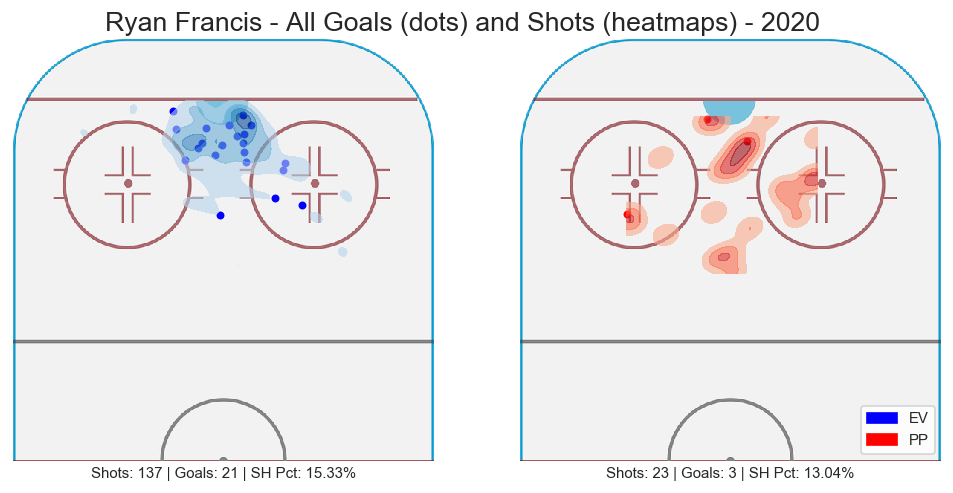 Ryan Francis - All Goals (dots) and Shots (heatmaps) - 2020
EV
PP
Shots: 137 | Goals: 21 | SH Pct: 15.33%
Shots: 23 | Goals: 3 | SH Pct: 13.04%